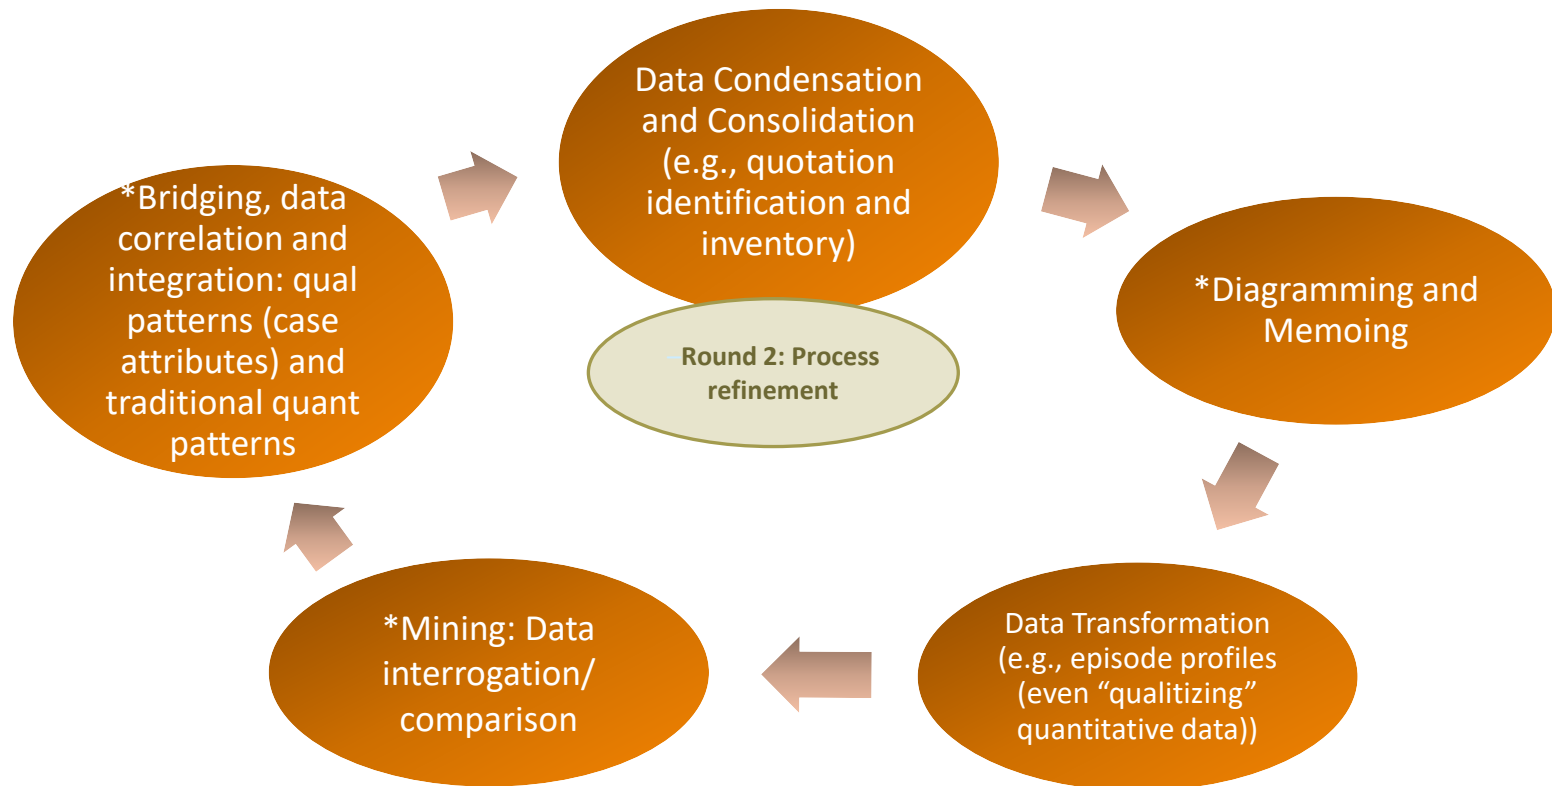 Data Condensation
and Consolidation
(e.g., quotation
identification and
inventory)
*Diagramming and
Memoing
Data Transformation
(e.g., episode profiles
(even “qualitizing”
quantitative data))
*Mining: Data
interrogation/
comparison
*Bridging, data
correlation and
integration: qual
patterns (case
attributes) and
traditional quant
patterns
Round 2: Process
refinement